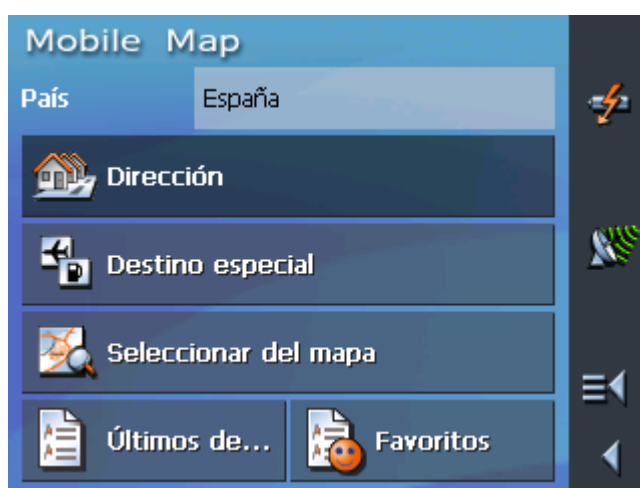 Mobile Map
País España
Dirección
Destino especial
Seleccionar del mapa
Últimos de... Favoritos